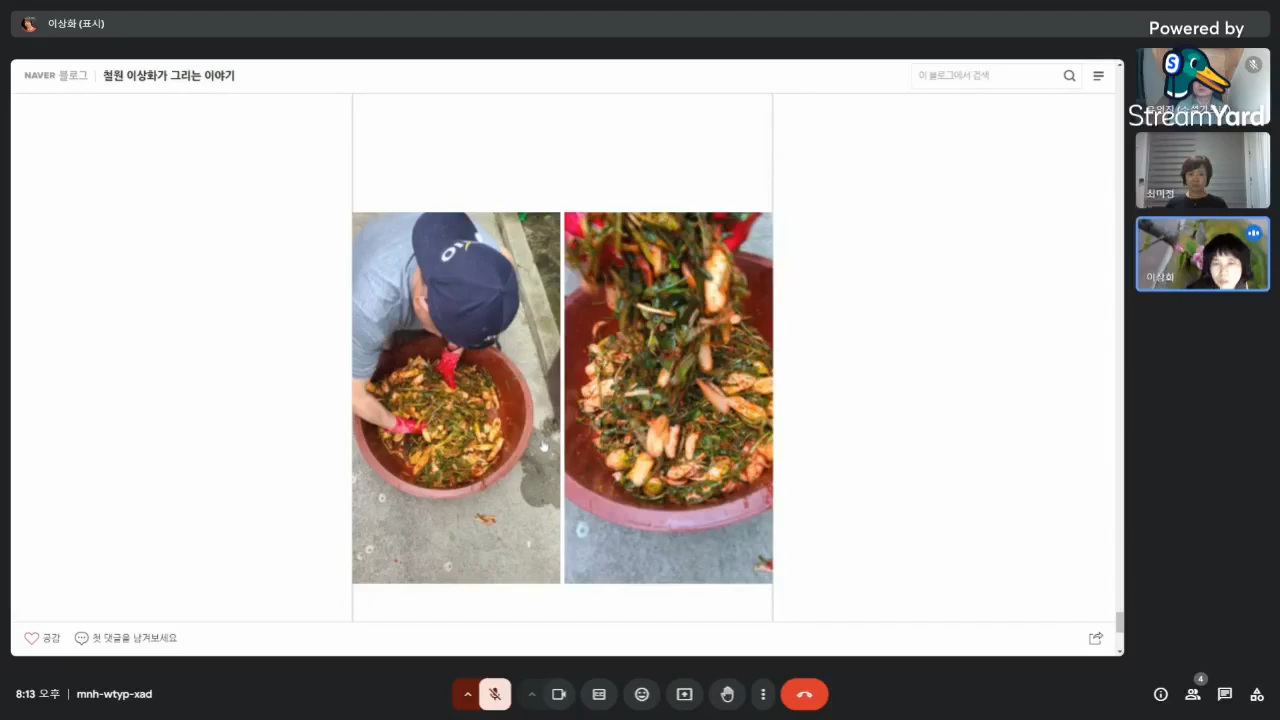 이상화 (표시)
Powered by
StreamYard
NAVER 블로그 | 철원 이상화가 그리는 이야기
이 블로그에서 검색
최미정
이상화
공감
첫 댓글을 남겨보세요
8:13 오후 | mnh-wtyp-xad
4